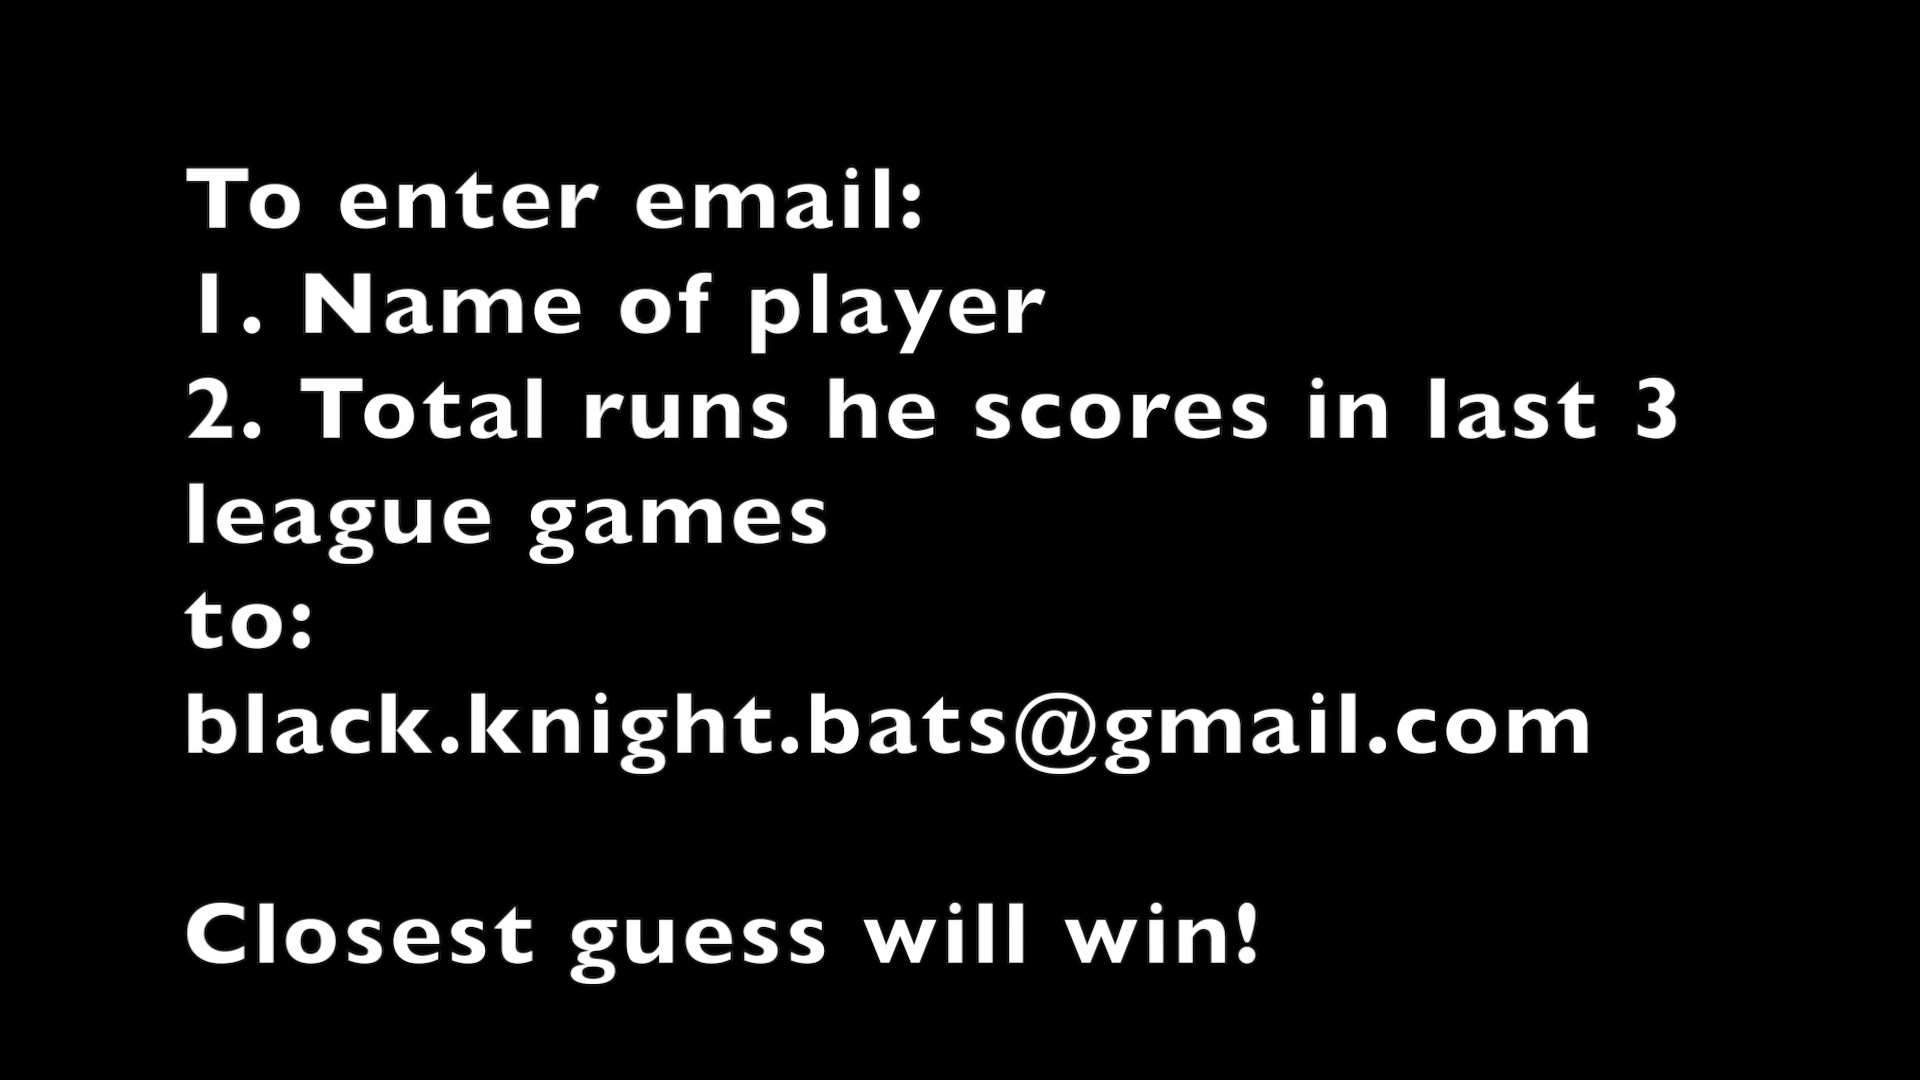 To enter email:
1. Name of player
2. Total runs he scores in last 3
league games
to:
black.knight.bats@gmail.com
Closest guess will win!